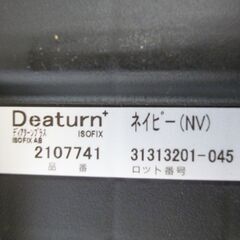 Deaturn+ ネイビー(NV)
ディアターンプラス ISOFIX
ISOFIX AB
2107741 31313201-045
品番 ロット番号